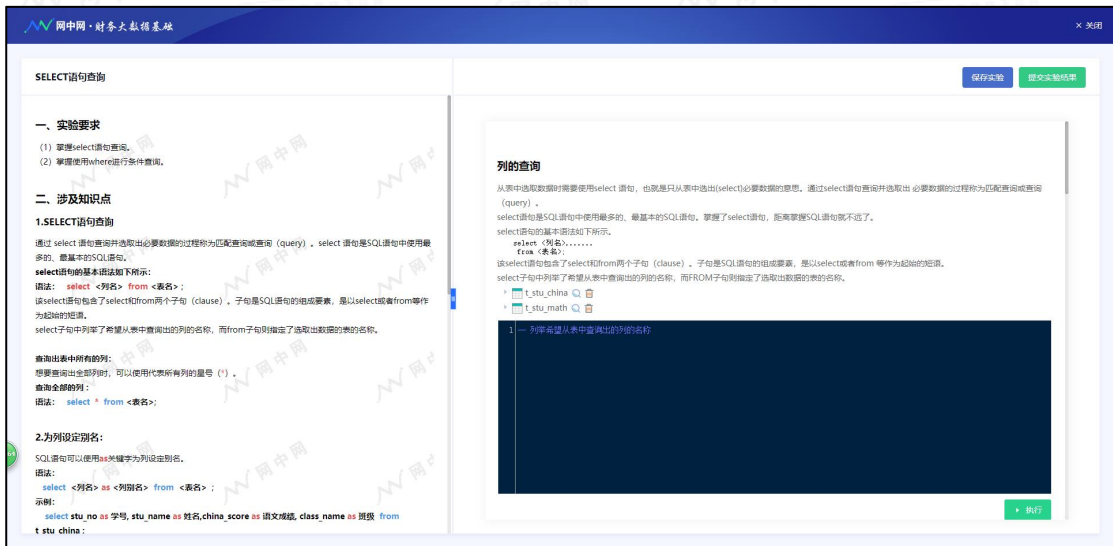 网中网·财务大数据基础
× 关闭
SELECT语句查询
保存实验
提交实验结果
一、实验要求
（1）掌握select语句查询。
（2）掌握使用where进行条件查询。
二、涉及知识点
1.SELECT语句查询
通过 select 语句查询并选取出必要数据的过程称为匹配查询或查询（query）。select 语句是SQL语句中使用最
多的、最基本的SQL语句。
select语句的基本语法如下所示:
语法: select <列名> from <表名> ;
该select语句包含了select和from两个子句（clause）。子句是SQL语句的组成要素，是以select或者from等作
为起始的短语。
select子句中列举了希望从表中查询出的列的名称，而from子句则指定了选取出数据的表的名称。
查询出表中所有的列:
想要查询出全部列时，可以使用代表所有列的星号（*）。
查询全部的列 :
语法: select * from <表名>;
2.为列设定别名:
SQL语句可以使用as关键字为列设定别名。
语法:
select <列名> as <列别名> from <表名> ;
示例:
select stu_no as 学号, stu_name as 姓名,china_score as 语文成绩, class_name as 班级 from
t_stu_china ;
列的查询
从表中选取数据时需要使用select 语句，也就是只从表中选出(select)必要数据的意思。通过select语句查询并选取出 必要数据的过程称为匹配查询或查询
（query）。
select语句是SQL语句中使用最多的、最基本的SQL语句。掌握了select语句，距离掌握SQL语句就不远了。
select语句的基本语法如下所示。
select <列名>.......
from <表名>;
该select语句包含了select和from两个子句（clause）。子句是SQL语句的组成要素，是以select或者from 等作为起始的短语。
select子句中列举了希望从表中查询出的列的名称，而FROM子句则指定了选取出数据的表的名称。
t_stu_china
t_stu_math
1 -- 列举希望从表中查询出的列的名称
执行
网中网